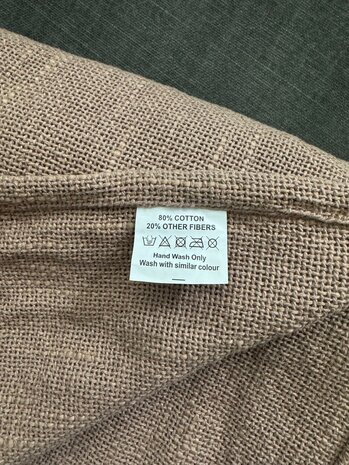 80% COTTON
20% OTHER FIBERS
Hand Wash Only
Wash with similar colour